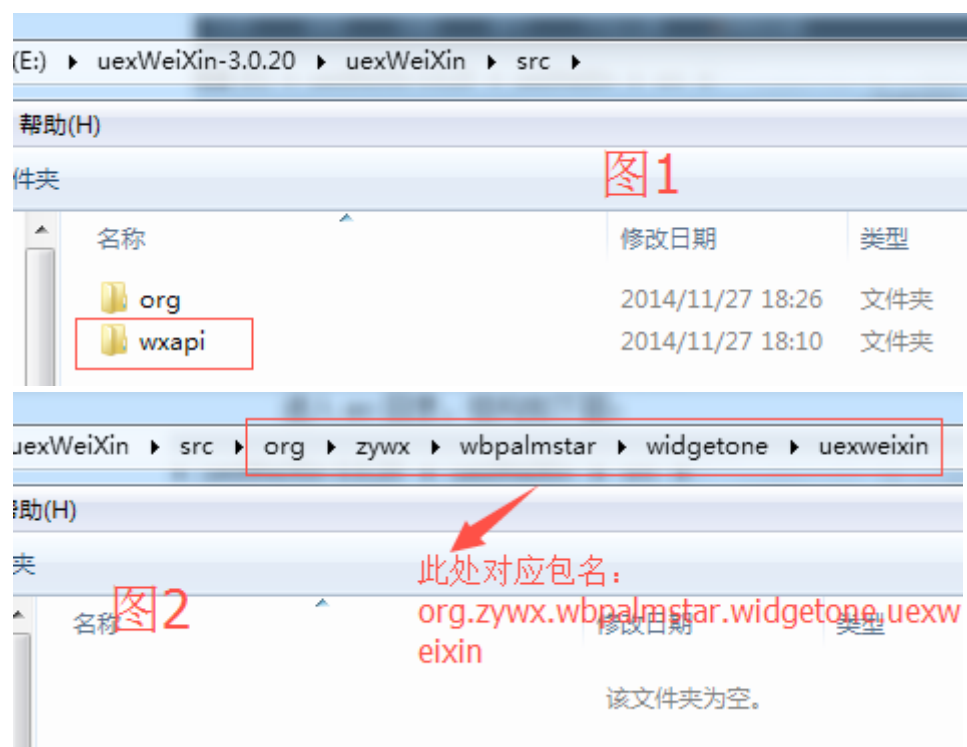 (E:) ▶ uexWeiXin-3.0.20 ▶ uexWeiXin ▶ src ▶
帮助(H)
件夹
图1
名称 修改日期 类型
org 2014/11/27 18:26 文件夹
wxapi 2014/11/27 18:10 文件夹
uexWeiXin ▶ src ▶ org ▶ zywx ▶ wbpalmstar ▶ widgetone ▶ uexweixin
帮助(H)
夹
此处对应包名：
图2
org.zywx.wbpalmstar.widgetone.uexw
eixin
名称 修改日期 类型
该文件夹为空。